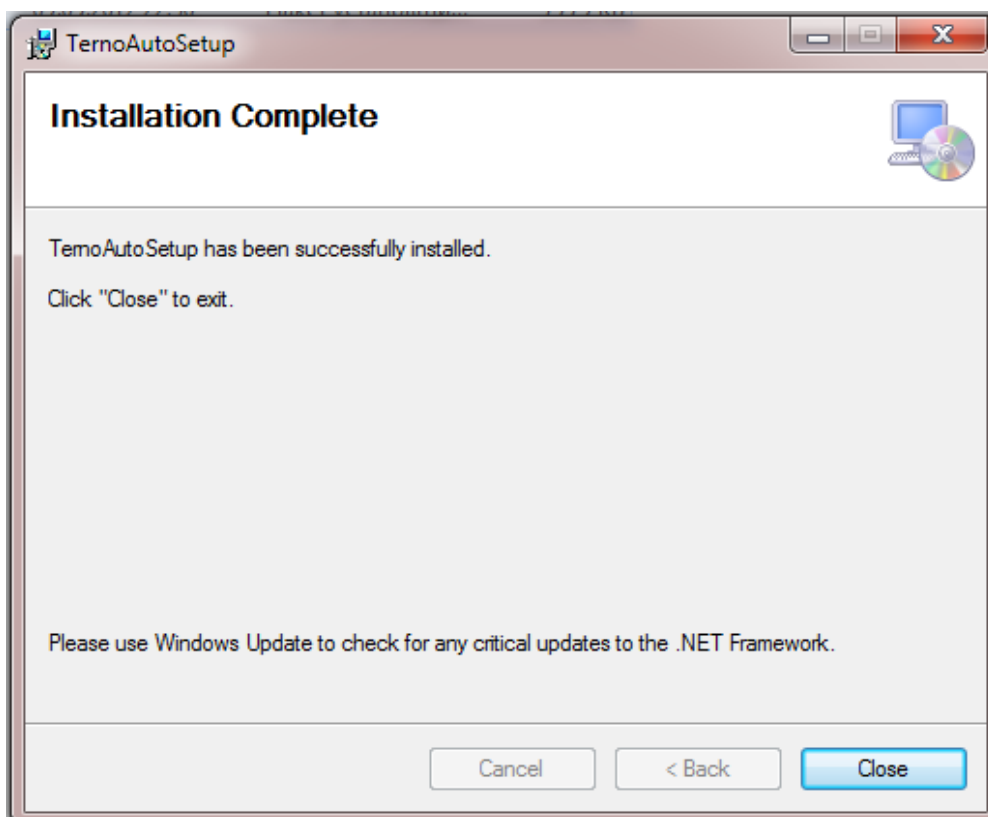 TernoAutoSetup
Installation Complete
TernoAutoSetup has been successfully installed.
Click "Close" to exit.
Please use Windows Update to check for any critical updates to the .NET Framework.
Cancel
< Back
Close